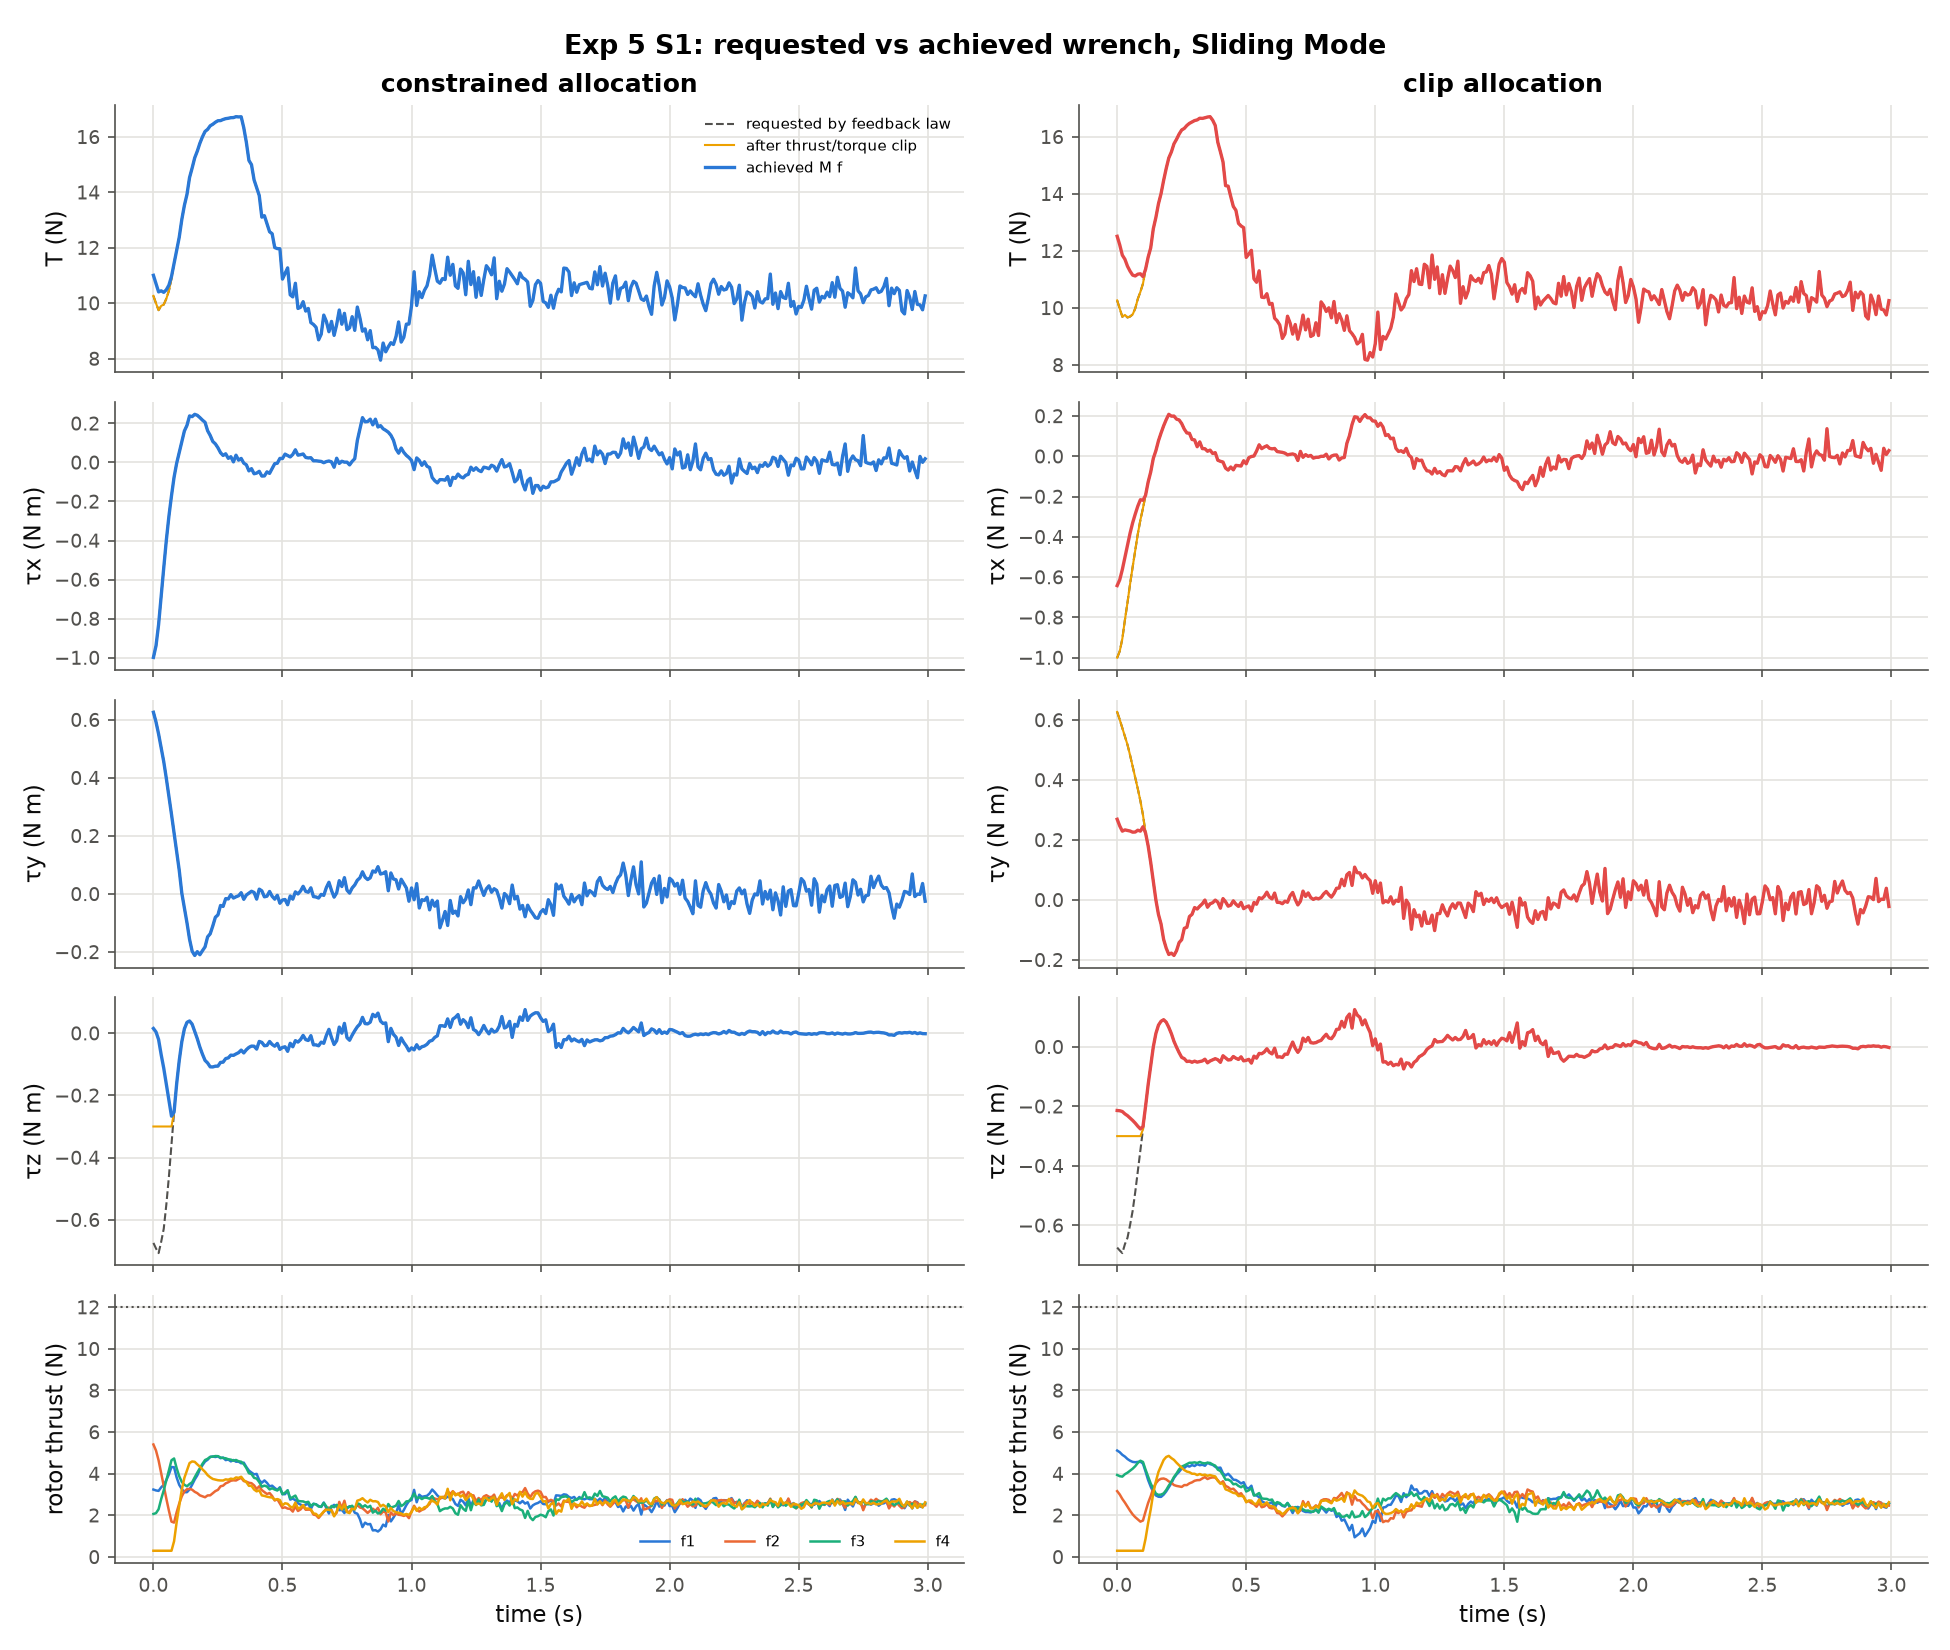 Exp 5 S1: requested vs achieved wrench, Sliding Mode
constrained allocation
clip allocation
T (N)
16
14
12
10
8
requested by feedback law
after thrust/torque clip
achieved M f
T (N)
16
14
12
10
8
τx (N m)
0.2
0.0
−0.2
−0.4
−0.6
−0.8
−1.0
τx (N m)
0.2
0.0
−0.2
−0.4
−0.6
−0.8
−1.0
τy (N m)
0.6
0.4
0.2
0.0
−0.2
τy (N m)
0.6
0.4
0.2
0.0
−0.2
τz (N m)
0.0
−0.2
−0.4
−0.6
τz (N m)
0.0
−0.2
−0.4
−0.6
rotor thrust (N)
12
10
8
6
4
2
0
f1 f2 f3 f4
0.0 0.5 1.0 1.5 2.0 2.5 3.0
time (s)
rotor thrust (N)
12
10
8
6
4
2
0
0.0 0.5 1.0 1.5 2.0 2.5 3.0
time (s)